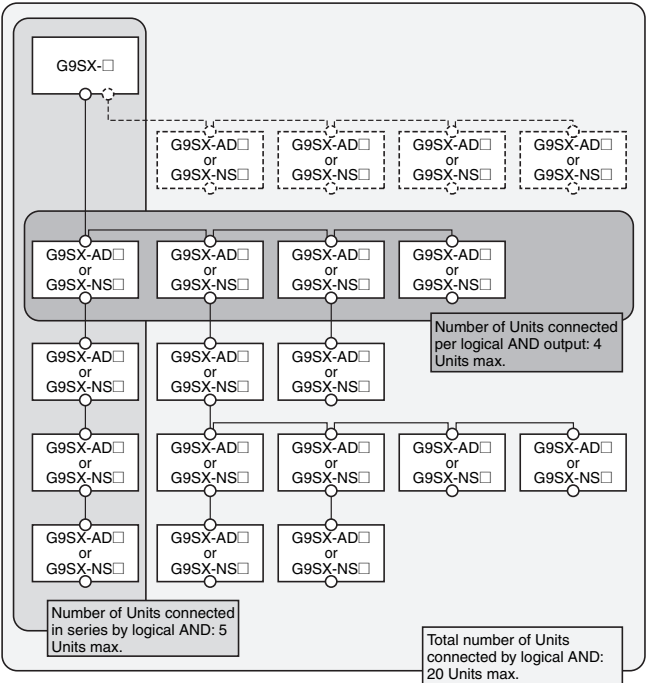 G9SX-□
G9SX-AD□
or
G9SX-NS□
G9SX-AD□
or
G9SX-NS□
G9SX-AD□
or
G9SX-NS□
G9SX-AD□
or
G9SX-NS□
G9SX-AD□
or
G9SX-NS□
G9SX-AD□
or
G9SX-NS□
G9SX-AD□
or
G9SX-NS□
G9SX-AD□
or
G9SX-NS□
Number of Units connected
per logical AND output: 4
Units max.
G9SX-AD□
or
G9SX-NS□
G9SX-AD□
or
G9SX-NS□
G9SX-AD□
or
G9SX-NS□
G9SX-AD□
or
G9SX-NS□
G9SX-AD□
or
G9SX-NS□
G9SX-AD□
or
G9SX-NS□
G9SX-AD□
or
G9SX-NS□
G9SX-AD□
or
G9SX-NS□
G9SX-AD□
or
G9SX-NS□
G9SX-AD□
or
G9SX-NS□
G9SX-AD□
or
G9SX-NS□
Number of Units connected
in series by logical AND: 5
Units max.
Total number of Units
connected by logical AND:
20 Units max.